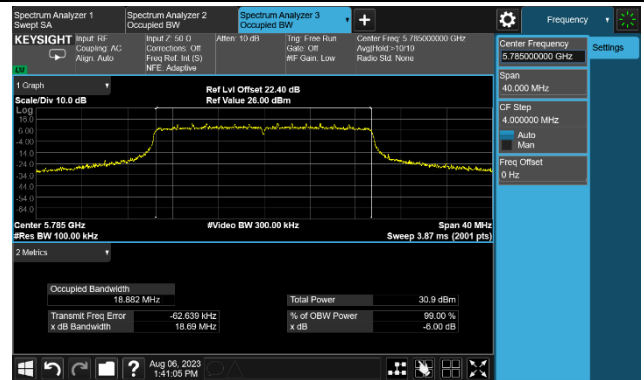 Spectrum Analyzer 1
Swept SA
Spectrum Analyzer 2
Occupied BW
Spectrum Analyzer 3
Occupied BW
Frequency
KEYSIGHT
Input: RF
Coupling: AC
Align: Auto
Input Z: 50 Ω
Corrections: Off
Freq Ref: Int (S)
NFE: Adaptive
Atten: 10 dB
Trig: Free Run
Gate: Off
#IF Gain: Low
Center Freq: 5.785000000 GHz
Avg|Hold:>10/10
Radio Std: None
Center Frequency
5.785000000 GHz
Settings
Span
40.000 MHz
CF Step
4.000000 MHz
Auto
Man
Freq Offset
0 Hz
1 Graph
Scale/Div 10.0 dB
Ref Lvl Offset 22.40 dB
Ref Value 26.00 dBm
Log
16.0
6.00
-4.00
-14.0
-24.0
-34.0
-44.0
-54.0
-64.0
Center 5.785 GHz
#Res BW 100.00 kHz
#Video BW 300.00 kHz
Span 40 MHz
Sweep 3.87 ms (2001 pts)
2 Metrics
Occupied Bandwidth
18.882 MHz
Total Power 30.9 dBm
Transmit Freq Error -62.639 kHz
% of OBW Power 99.00 %
x dB Bandwidth 18.69 MHz
x dB -6.00 dB
Aug 06, 2023
1:41:05 PM